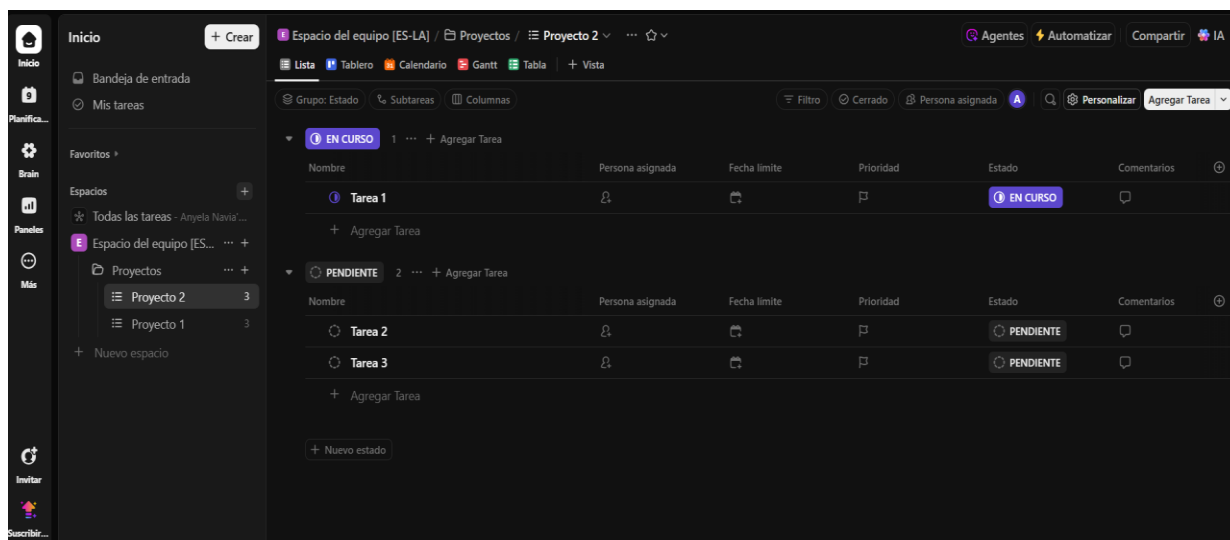 Inicio
9
Planifica...
Brain
Paneles
Más
Invitar
Suscribir...
Inicio
+ Crear
Bandeja de entrada
Mis tareas
Favoritos
Espacios
+
Todas las tareas - Anyela Navia'...
E Espacio del equipo [ES... ... +
Proyectos ... +
Proyecto 2 3
Proyecto 1 3
+ Nuevo espacio
E Espacio del equipo [ES-LA] / Proyectos / Proyecto 2 ...
Agentes Automatizar Compartir IA
Lista Tablero Calendario Gantt Tabla + Vista
Grupo: Estado Subtareas Columnas
Filtro Cerrado Persona asignada A Personalizar Agregar Tarea
EN CURSO 1 ... + Agregar Tarea
Nombre Persona asignada Fecha límite Prioridad Estado Comentarios
Tarea 1 EN CURSO
+ Agregar Tarea
PENDIENTE 2 ... + Agregar Tarea
Nombre Persona asignada Fecha límite Prioridad Estado Comentarios
Tarea 2 PENDIENTE
Tarea 3 PENDIENTE
+ Agregar Tarea
+ Nuevo estado